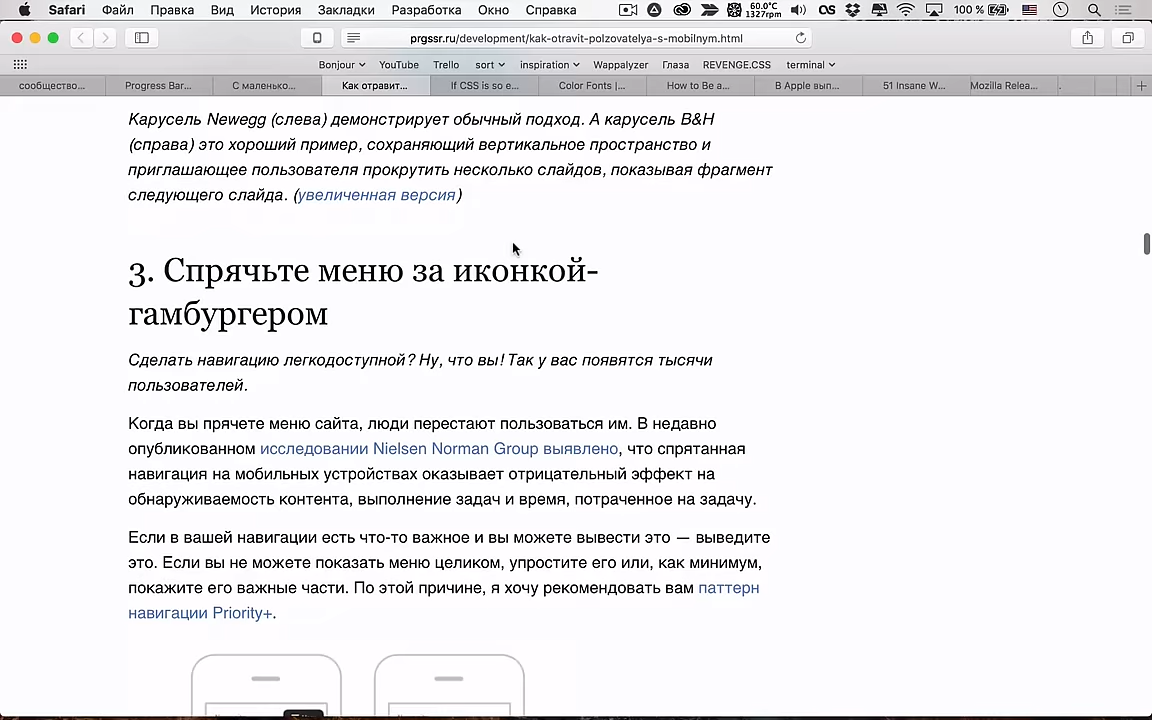 Safari Файл Правка Вид История Закладки Разработка Окно Справка 60.0°C 1327rpm 100 %
prgssr.ru/development/kak-otravit-polzovatelya-s-mobilnym.html
Bonjour YouTube Trello sort inspiration Wappalyzer Глаза REVENGE.CSS terminal
сообщество... Progress Bar... С маленько... Как отравит... If CSS is so e... Color Fonts |... How to Be a... В Apple вып... 51 Insane W... Mozilla Relea...
Карусель Newegg (слева) демонстрирует обычный подход. А карусель B&H
(справа) это хороший пример, сохраняющий вертикальное пространство и
приглашающее пользователя прокрутить несколько слайдов, показывая фрагмент
следующего слайда. (увеличенная версия)
3. Спрячьте меню за иконкой-
гамбургером
Сделать навигацию легкодоступной? Ну, что вы! Так у вас появятся тысячи
пользователей.
Когда вы прячете меню сайта, люди перестают пользоваться им. В недавно
опубликованном исследовании Nielsen Norman Group выявлено, что спрятанная
навигация на мобильных устройствах оказывает отрицательный эффект на
обнаруживаемость контента, выполнение задач и время, потраченное на задачу.
Если в вашей навигации есть что-то важное и вы можете вывести это — выведите
это. Если вы не можете показать меню целиком, упростите его или, как минимум,
покажите его важные части. По этой причине, я хочу рекомендовать вам паттерн
навигации Priority+.